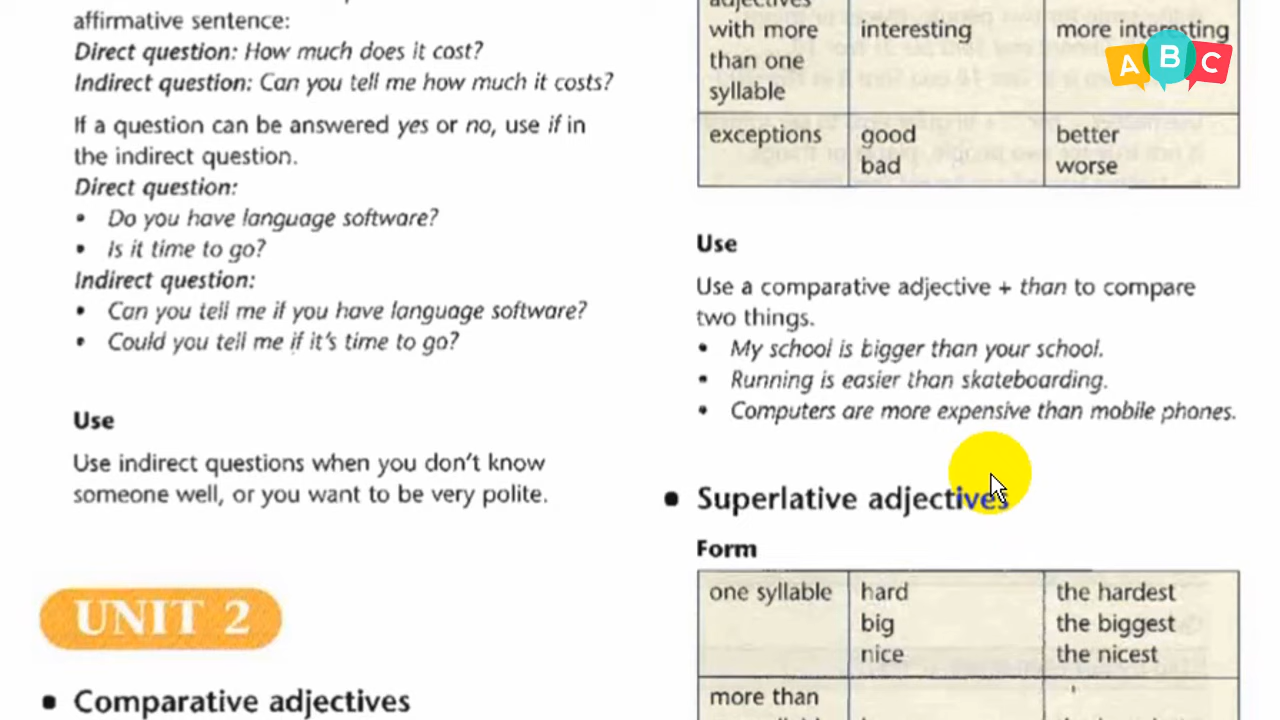 affirmative sentence:
Direct question: How much does it cost?
Indirect question: Can you tell me how much it costs?
If a question can be answered yes or no, use if in
the indirect question.
Direct question:
• Do you have language software?
• Is it time to go?
Indirect question:
• Can you tell me if you have language software?
• Could you tell me if it's time to go?
Use
Use indirect questions when you don't know
someone well, or you want to be very polite.
UNIT 2
• Comparative adjectives
adjectives
with more interesting more interesting
than one
syllable
exceptions good better
bad worse
Use
Use a comparative adjective + than to compare
two things.
• My school is bigger than your school.
• Running is easier than skateboarding.
• Computers are more expensive than mobile phones.
• Superlative adjectives
Form
one syllable hard the hardest
big the biggest
nice the nicest
more than
A B C